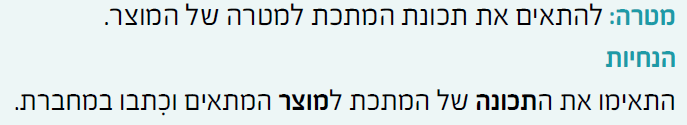 מטרה: להתאים את תכונת המתכת למטרה של המוצר.
הנחיות
התאימו את התכונה של המתכת למוצר המתאים וכִתבו במחברת.